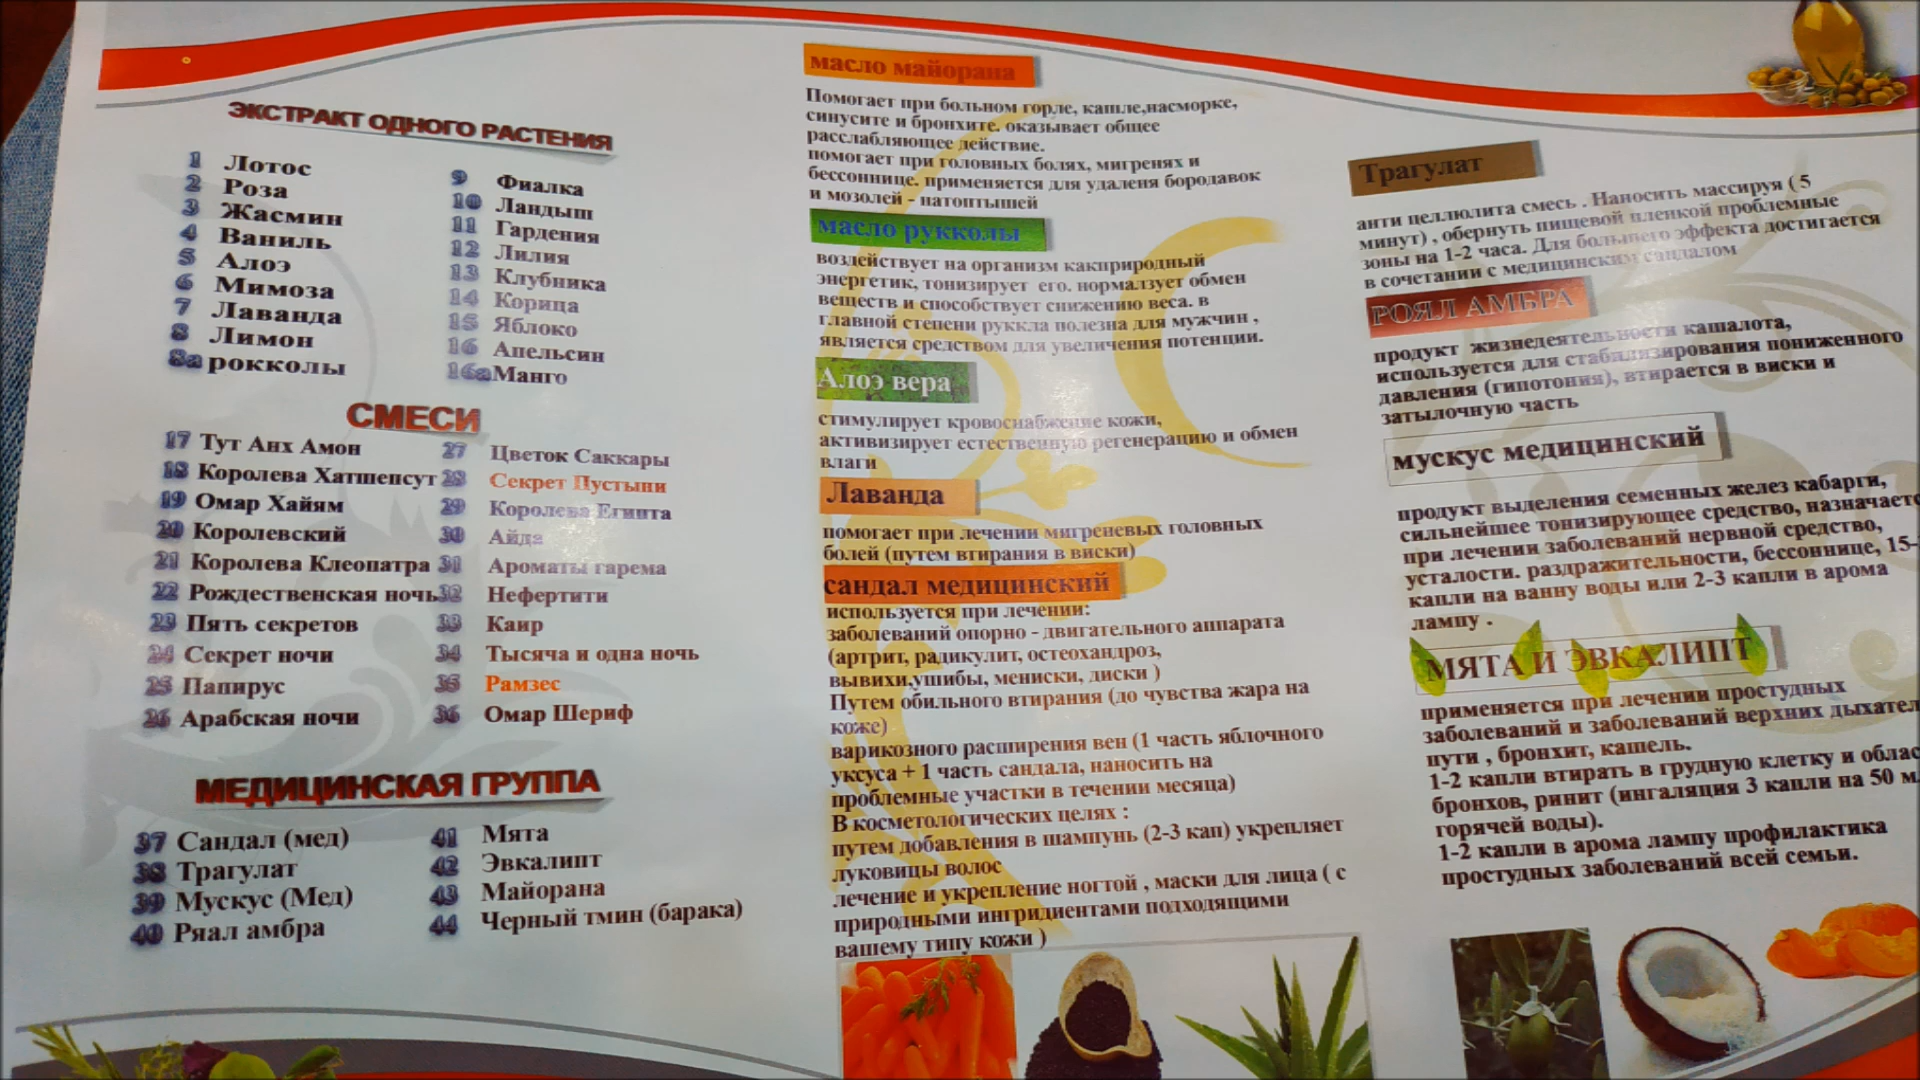 ЭКСТРАКТ ОДНОГО РАСТЕНИЯ
1 Лотос
2 Роза
3 Жасмин
4 Ваниль
5 Алоэ
6 Мимоза
7 Лаванда
8 Лимон
8а рокколы
9 Фиалка
10 Ландыш
11 Гардения
12 Лилия
13 Клубника
14 Корица
15 Яблоко
16 Апельсин
16а Манго
СМЕСИ
17 Тут Анх Амон
18 Королева Хатшепсут
19 Омар Хайям
20 Королевский
21 Королева Клеопатра
22 Рождественская ночь
23 Пять секретов
24 Секрет ночи
25 Папирус
26 Арабская ночи
27 Цветок Саккары
28 Секрет Пустыни
29 Королева Египта
30 Айда
31 Ароматы гарема
32 Нефертити
33 Каир
34 Тысяча и одна ночь
35 Рамзес
36 Омар Шериф
МЕДИЦИНСКАЯ ГРУППА
37 Сандал (мед)
38 Трагулат
39 Мускус (Мед)
40 Ряал амбра
41 Мята
42 Эвкалипт
43 Майорана
44 Черный тмин (барака)
масло майорана
Помогает при больном горле, кашле,насморке,
синусите и бронхите. оказывает общее
расслабляющее действие.
помогает при головных болях, мигренях и
бессоннице. применяется для удаленя бородавок
и мозолей - натоптышей
масло рукколы
воздействует на организм какприродный
энергетик, тонизирует его. нормалзует обмен
веществ и способствует снижению веса. в
главной степени руккла полезна для мужчин ,
является средством для увеличения потенции.
Алоэ вера
стимулирует кровоснабжение кожи,
активизирует естественную регенерацию и обмен
влаги
Лаванда
помогает при лечении мигреневых головных
болей (путем втирания в виски)
сандал медицинский
используется при лечении:
заболеваний опорно - двигательного аппарата
(артрит, радикулит, остеохандроз,
вывихи,ушибы, мениски, диски )
Путем обильного втирания (до чувства жара на
коже)
варикозного расширения вен (1 часть яблочного
уксуса + 1 часть сандала, наносить на
проблемные участки в течении месяца)
В косметологических целях :
путем добавления в шампунь (2-3 кап) укрепляет
луковицы волос
лечение и укрепление ногтой , маски для лица ( с
природными ингридиентами подходящими
вашему типу кожи )
Трагулат
анти целлюлита смесь . Наносить массируя ( 5
минут) , обернуть пищевой пленкой проблемные
зоны на 1-2 часа. Для большего эффекта достигается
в сочетании с медицинским сандалом
РОЯЛ АМБРА
продукт жизнедеятельности кашалота,
используется для стабилизирования пониженного
давления (гипотония), втирается в виски и
затылочную часть
мускус медицинский
продукт выделения семенных желез кабарги,
сильнейшее тонизирующее средство, назначаетс
при лечении заболеваний нервной средство,
усталости. раздражительности, бессоннице, 15-
капли на ванну воды или 2-3 капли в арома
лампу .
МЯТА И ЭВКАЛИПТ
применяется при лечении простудных
заболеваний и заболеваний верхних дыхател
пути , бронхит, кашель.
1-2 капли втирать в грудную клетку и облас
бронхов, ринит (ингаляция 3 капли на 50 м
горячей воды).
1-2 капли в арома лампу профилактика
простудных заболеваний всей семьи.